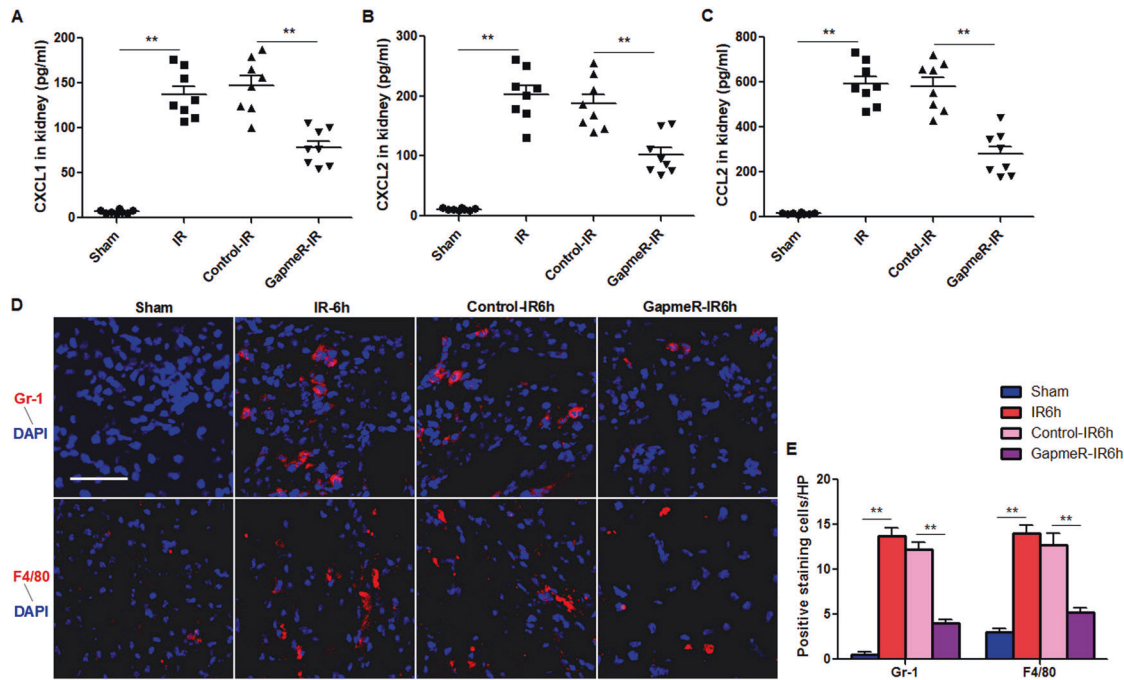 A
CXCL1 in kidney (pg/ml)
200
150
100
50
0
**
**
Sham
IR
Control-IR
GapmeR-IR
B
CXCL2 in kidney (pg/ml)
300
200
100
0
**
**
Sham
IR
Control-IR
GapmeR-IR
C
CCL2 in kidney (pg/ml)
800
600
400
200
0
**
**
Sham
IR
Contol-IR
GapmeR-IR
D
Sham
IR-6h
Control-IR6h
GapmeR-IR6h
Gr-1
DAPI
F4/80
DAPI
Sham
IR6h
Control-IR6h
GapmeR-IR6h
E
Positive staining cells/HP
20
15
10
5
0
**
**
**
**
Gr-1
F4/80